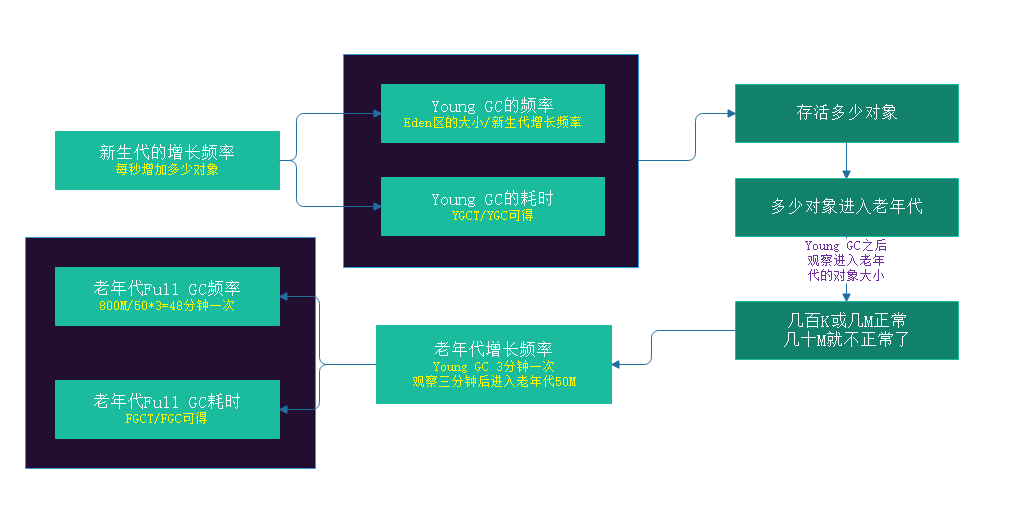 新生代的增长频率
每秒增加多少对象
Young GC的频率
Eden区的大小/新生代增长频率
Young GC的耗时
YGCT/YGC可得
存活多少对象
多少对象进入老年代
Young GC之后
观察进入老年
代的对象大小
几百K或几M正常
几十M就不正常了
老年代增长频率
Young GC 3分钟一次
观察三分钟后进入老年代50M
老年代Full GC频率
800M/50*3=48分钟一次
老年代Full GC耗时
FGCT/FGC可得